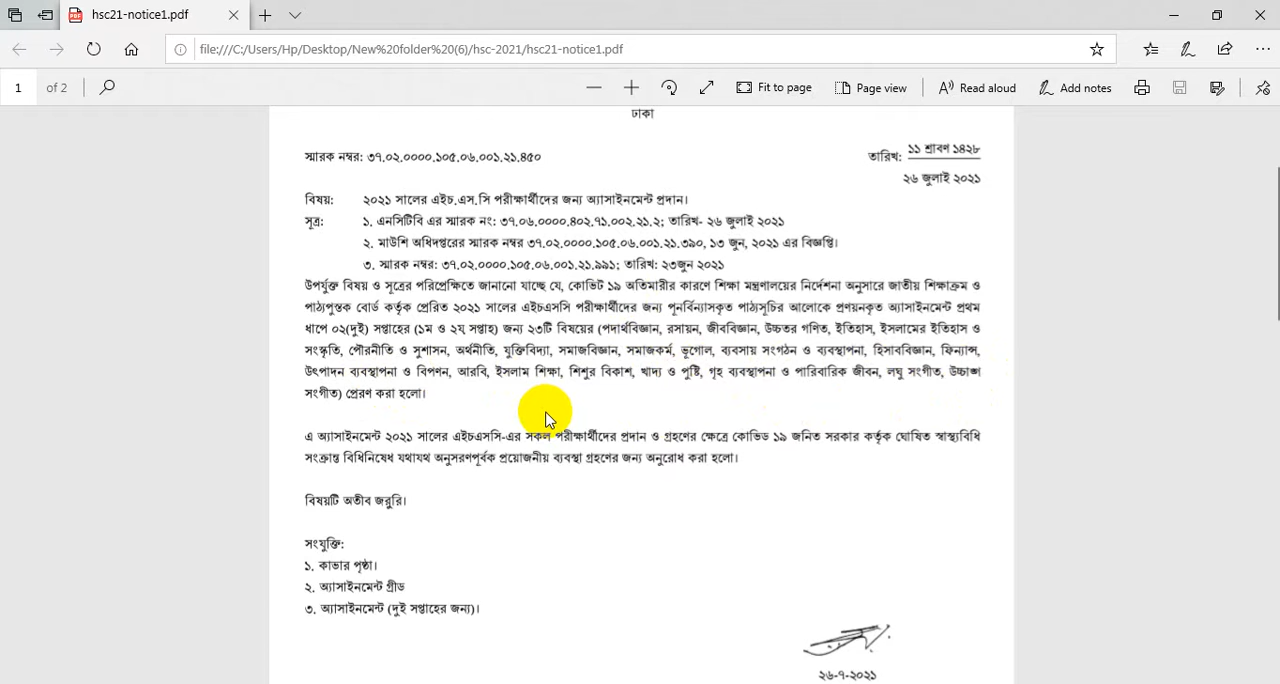 hsc21-notice1.pdf
file:///C:/Users/Hp/Desktop/New%20folder%20(6)/hsc-2021/hsc21-notice1.pdf
1 of 2 Fit to page Page view Read aloud Add notes
ঢাকা
স্মারক নম্বর: ৩৭.০২.০০০০.১০৫.০৬.০০১.২১.৪৫০
তারিখ: ১১ শ্রাবণ ১৪২৮
২৬ জুলাই ২০২১
বিষয়: ২০২১ সালের এইচ.এস.সি পরীক্ষার্থীদের জন্য অ্যাসাইনমেন্ট প্রদান।
সূত্র: ১. এনসিটিবি এর স্মারক নং: ৩৭.০৬.০০০০.৪০২.৭১.০০২.২১.২; তারিখ- ২৬ জুলাই ২০২১
২. মাউশি অধিদপ্তরের স্মারক নম্বর ৩৭.০২.০০০০.১০৫.০৬.০০১.২১.৩৯০, ১৩ জুন, ২০২১ এর বিজ্ঞপ্তি।
৩. স্মারক নম্বর: ৩৭.০২.০০০০.১০৫.০৬.০০১.২১.৯৯১; তারিখ: ২৩জুন ২০২১
উপর্যুক্ত বিষয় ও সূত্রের পরিপ্রেক্ষিতে জানানো যাচ্ছে যে, কোভিট ১৯ অতিমারীর কারণে শিক্ষা মন্ত্রণালয়ের নির্দেশনা অনুসারে জাতীয় শিক্ষাক্রম ও
পাঠ্যপুস্তক বোর্ড কর্তৃক প্রেরিত ২০২১ সালের এইচএসসি পরীক্ষার্থীদের জন্য পূনর্বিন্যাসকৃত পাঠ্যসূচির আলোকে প্রণয়নকৃত অ্যাসাইনমেন্ট প্রথম
ধাপে ০২(দুই) সপ্তাহের (১ম ও ২য় সপ্তাহ) জন্য ২৩টি বিষয়ের (পদার্থবিজ্ঞান, রসায়ন, জীববিজ্ঞান, উচ্চতর গণিত, ইতিহাস, ইসলামের ইতিহাস ও
সংস্কৃতি, পৌরনীতি ও সুশাসন, অর্থনীতি, যুক্তিবিদ্যা, সমাজবিজ্ঞান, সমাজকর্ম, ভূগোল, ব্যবসায় সংগঠন ও ব্যবস্থাপনা, হিসাববিজ্ঞান, ফিন্যান্স,
উৎপাদন ব্যবস্থাপনা ও বিপণন, আরবি, ইসলাম শিক্ষা, শিশুর বিকাশ, খাদ্য ও পুষ্টি, গৃহ ব্যবস্থাপনা ও পারিবারিক জীবন, লঘু সংগীত, উচ্চাঙ্গ
সংগীত) প্রেরণ করা হলো।
এ অ্যাসাইনমেন্ট ২০২১ সালের এইচএসসি-এর সকল পরীক্ষার্থীদের প্রদান ও গ্রহণের ক্ষেত্রে কোভিড ১৯ জনিত সরকার কর্তৃক ঘোষিত স্বাস্থ্যবিধি
সংক্রান্ত বিধিনিষেধ যথাযথ অনুসরণপূর্বক প্রয়োজনীয় ব্যবস্থা গ্রহণের জন্য অনুরোধ করা হলো।
বিষয়টি অতীব জরুরি।
সংযুক্তি:
১. কাভার পৃষ্ঠা।
২. অ্যাসাইনমেন্ট গ্রীড
৩. অ্যাসাইনমেন্ট (দুই সপ্তাহের জন্য)।
২৬-৭-২০২১